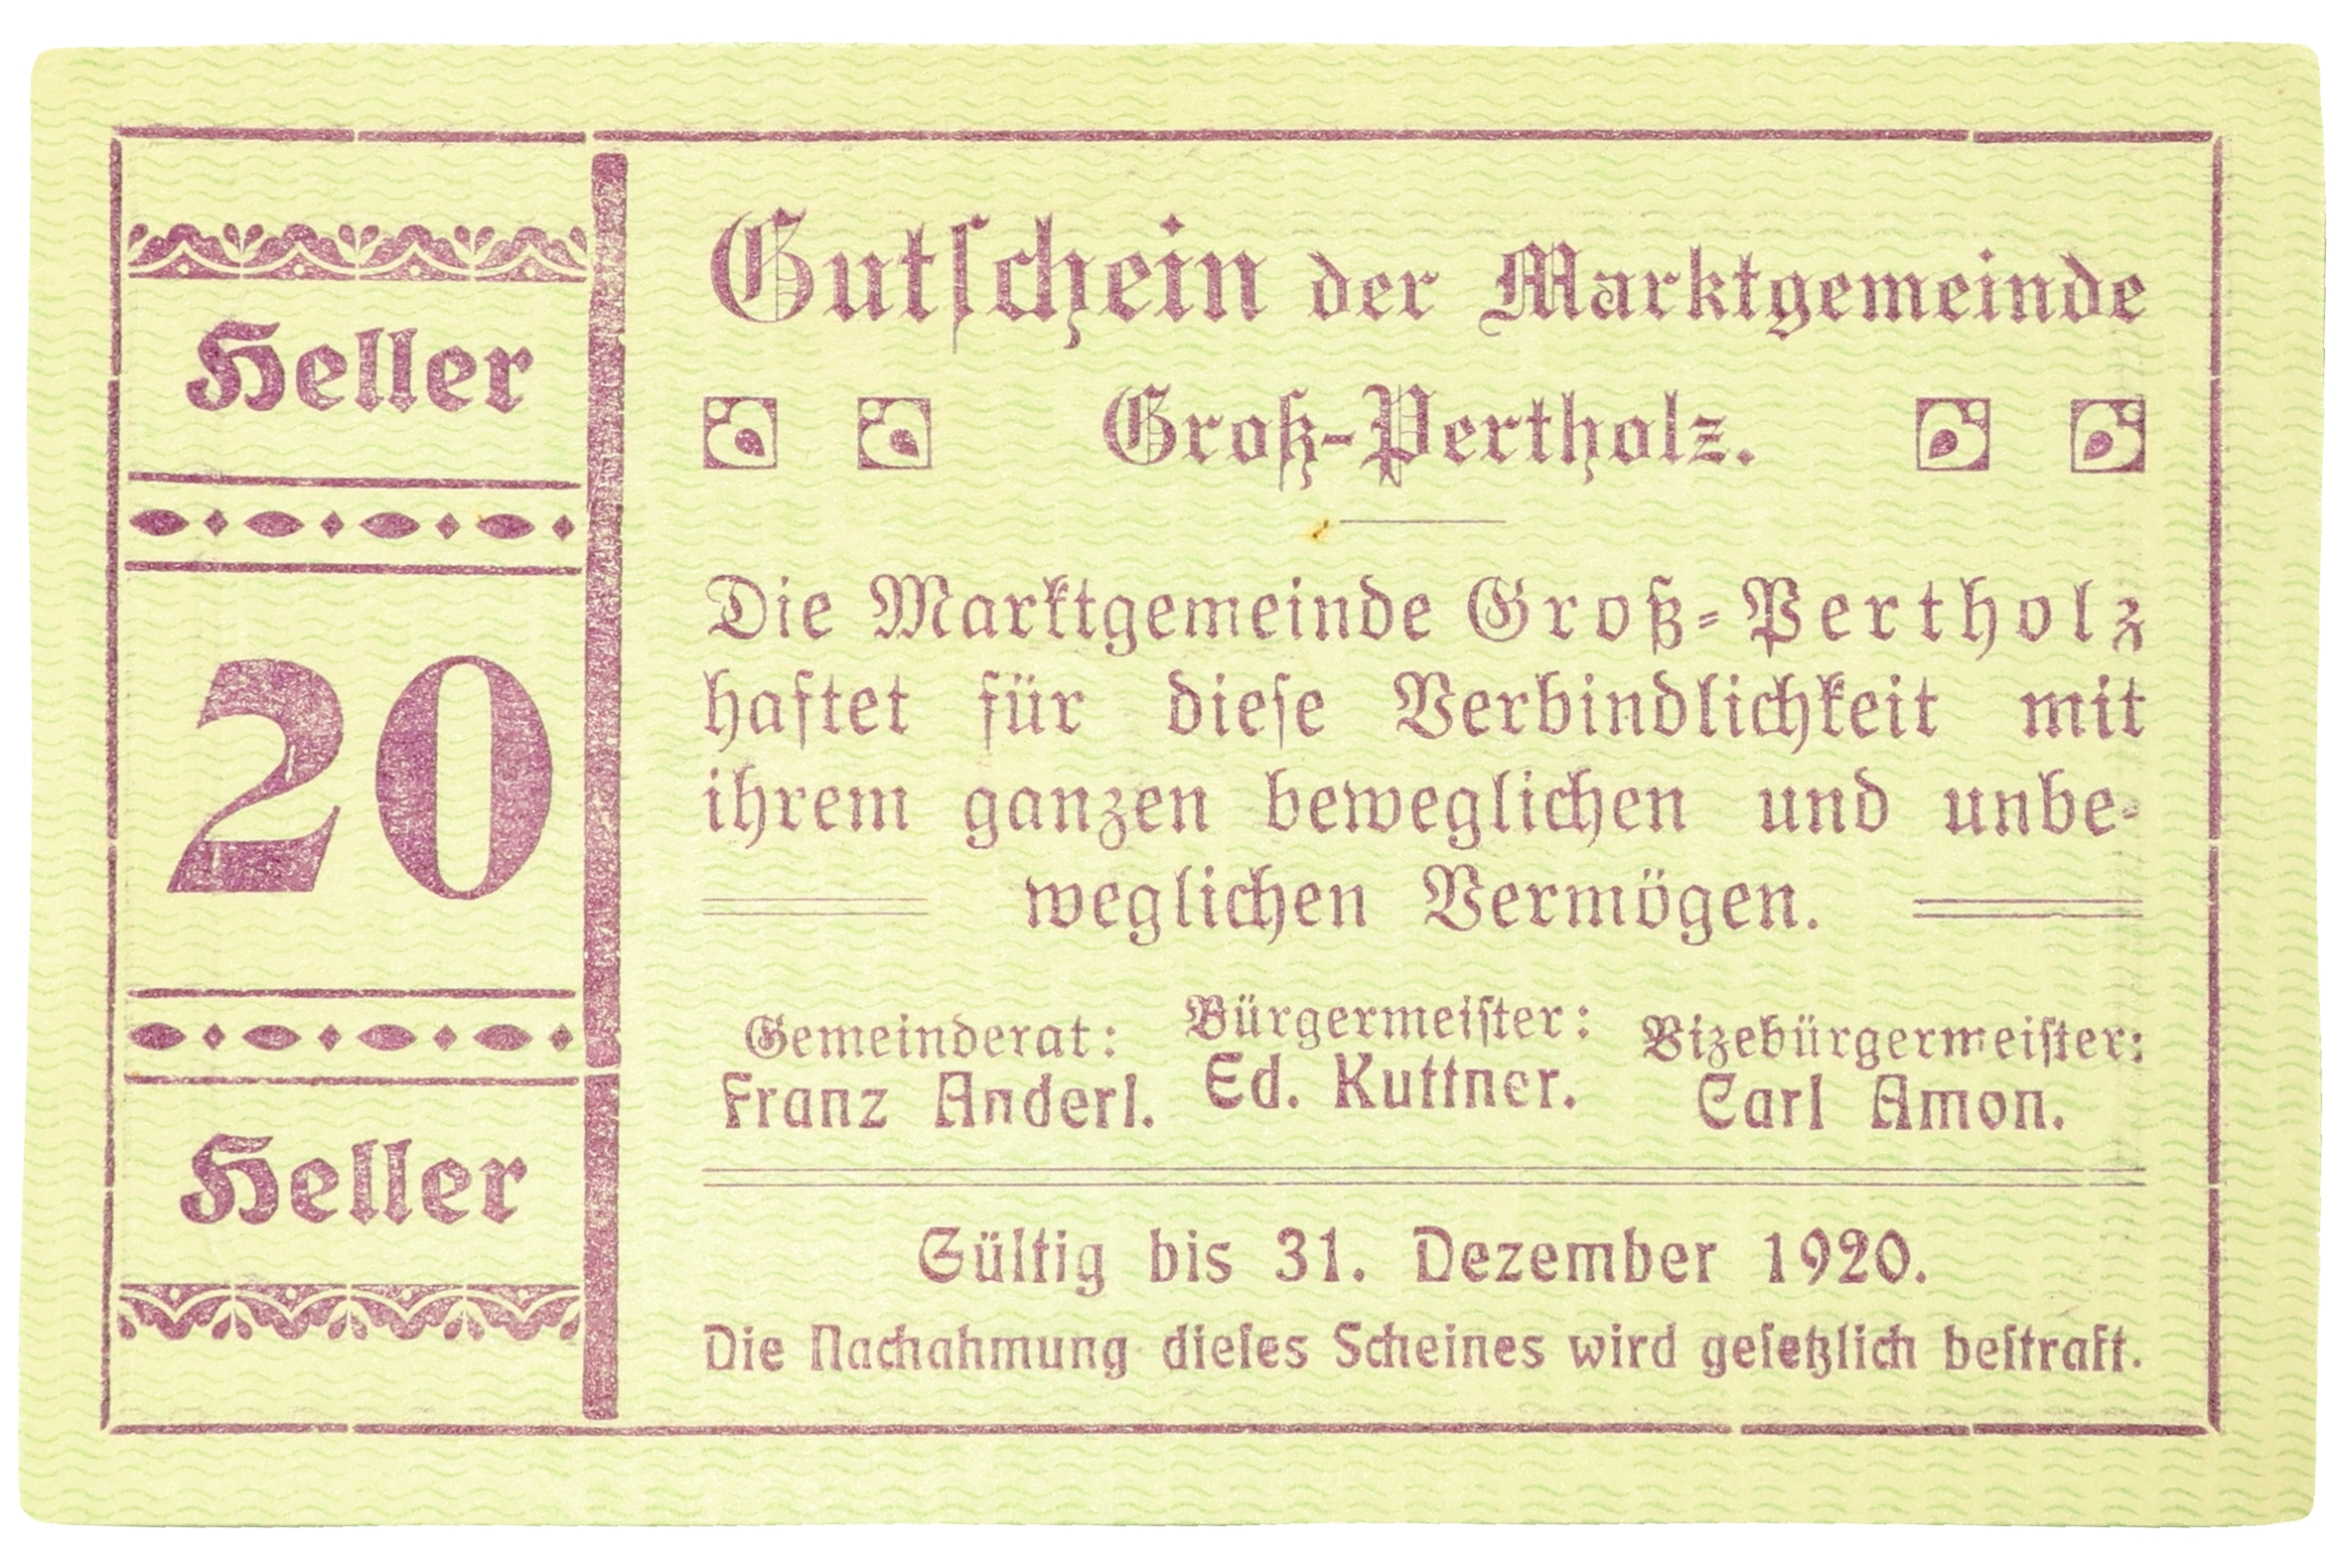 Heller
20
Heller
Gutſchein der Marktgemeinde
Groß-Pertholz.
Die Marktgemeinde Groß-Pertholz
haftet für dieſe Verbindlichkeit mit
ihrem ganzen beweglichen und unbe-
weglichen Vermögen.
Gemeinderat: Bürgermeiſter: Vizebürgermeiſter:
Franz Anderl. Ed. Kuttner. Carl Amon.
Gültig bis 31. Dezember 1920.
Die Nachahmung dieſes Scheines wird geſetzlich beſtraft.